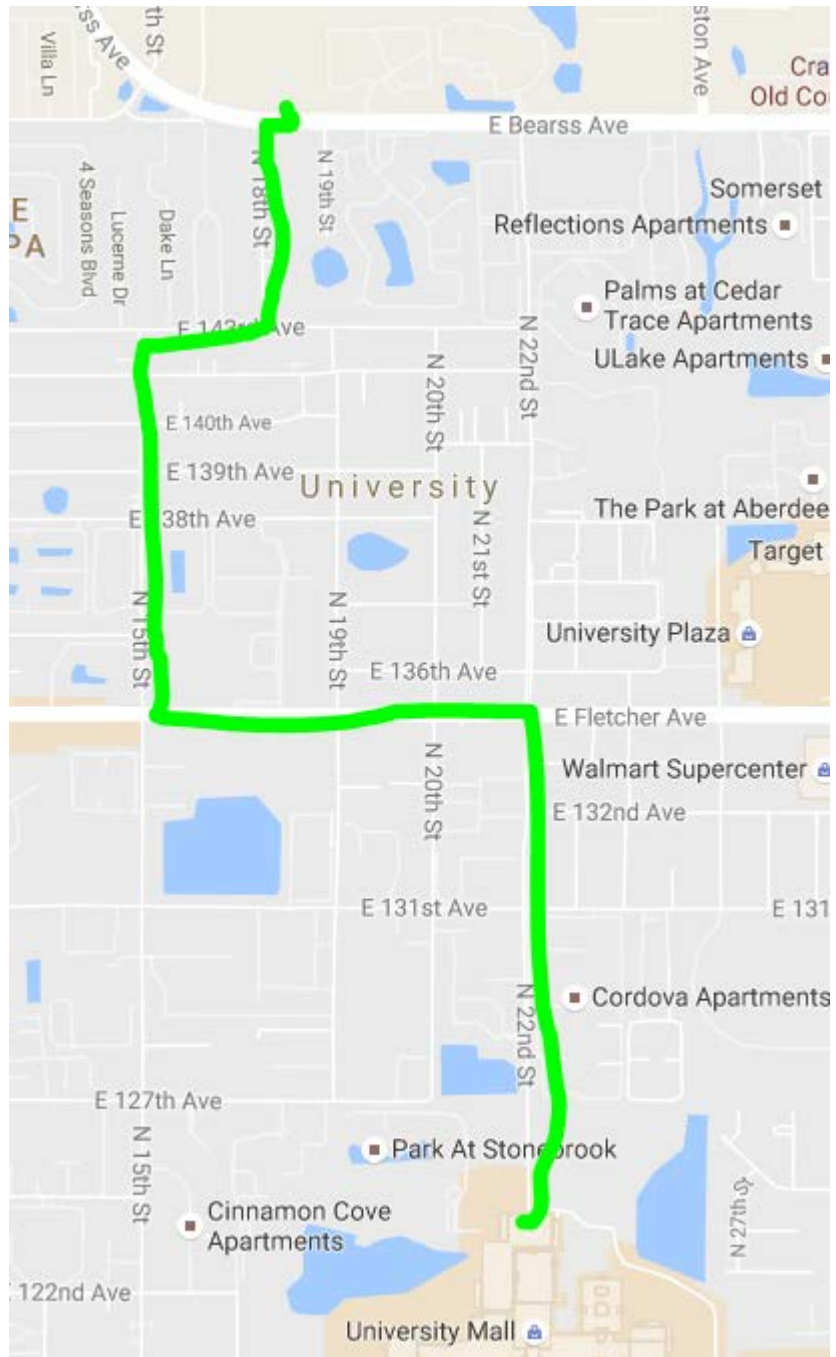 Villa Ln
th St
ss Ave
ston Ave
Cra
Old Cou
E Bearss Ave
N 18th St
N 19th St
4 Seasons Blvd
Lucerne Dr
Dake Ln
E
PA
Somerset
Reflections Apartments
Palms at Cedar
Trace Apartments
E 143rd Ave
N 20th St
N 22nd St
ULake Apartments
E 140th Ave
E 139th Ave
University
E 138th Ave
N 21st St
The Park at Aberdee
Target
N 15th St
N 19th St
University Plaza
E 136th Ave
E Fletcher Ave
N 20th St
Walmart Supercenter
E 132nd Ave
E 131st Ave
E 131
N 22nd St
Cordova Apartments
E 127th Ave
N 15th St
Park At Stonebrook
Cinnamon Cove
Apartments
N 27th
E 122nd Ave
University Mall